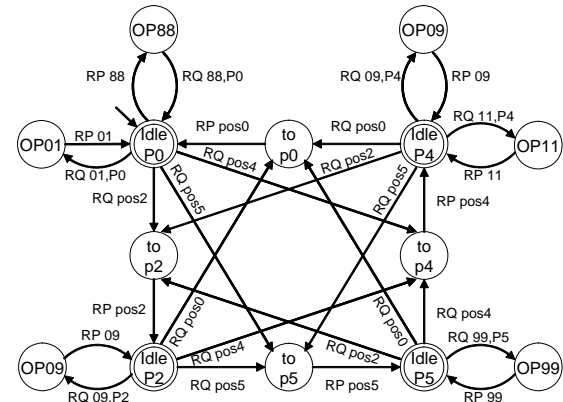 OP88
OP09
RP 88
RQ 88,P0
RQ 09,P4
RP 09
RQ 11,P4
OP01
RP 01
Idle
P0
RP pos0
to
p0
RQ pos0
Idle
P4
OP11
RQ 01,P0
RQ pos4
RQ pos2
RP 11
RQ pos2
RQ pos5
RQ pos5
RP pos4
to
p2
to
p4
RP pos2
RQ pos0
RQ pos0
RQ pos4
RP 09
RQ 99,P5
OP09
Idle
P2
RQ pos4
to
p5
RQ pos2
Idle
P5
OP99
RQ 09,P2
RQ pos5
RP pos5
RP 99